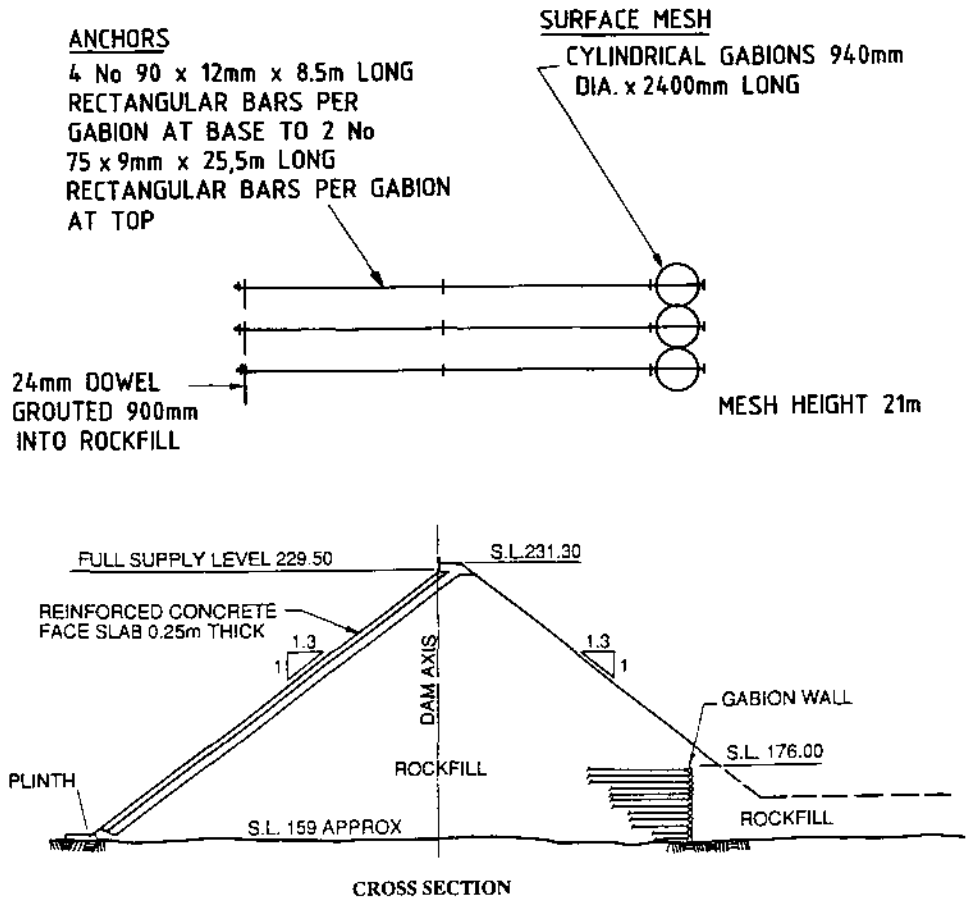 ANCHORS
4 No 90 x 12mm x 8.5m LONG
RECTANGULAR BARS PER
GABION AT BASE TO 2 No
75 x 9mm x 25,5m LONG
RECTANGULAR BARS PER GABION
AT TOP
SURFACE MESH
CYLINDRICAL GABIONS 940mm
DIA. x 2400mm LONG
24mm DOWEL
GROUTED 900mm
INTO ROCKFILL
MESH HEIGHT 21m
FULL SUPPLY LEVEL 229.50
S.L.231.30
REINFORCED CONCRETE
FACE SLAB 0.25m THICK
1.3
1
DAM AXIS
1.3
1
GABION WALL
S.L. 176.00
PLINTH
ROCKFILL
S.L. 159 APPROX
ROCKFILL
CROSS SECTION